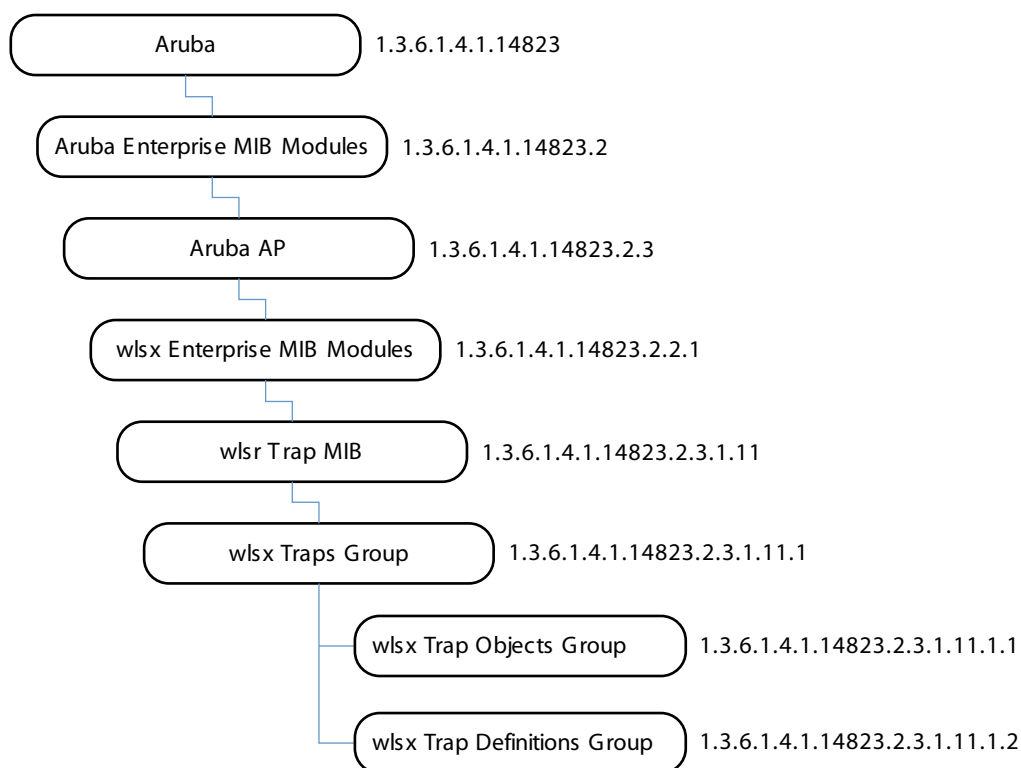 Aruba 1.3.6.1.4.1.14823
Aruba Enterprise MIB Modules 1.3.6.1.4.1.14823.2
Aruba AP 1.3.6.1.4.1.14823.2.3
wlsx Enterprise MIB Modules 1.3.6.1.4.1.14823.2.2.1
wlsr Trap MIB 1.3.6.1.4.1.14823.2.3.1.11
wlsx Traps Group 1.3.6.1.4.1.14823.2.3.1.11.1
wlsx Trap Objects Group 1.3.6.1.4.1.14823.2.3.1.11.1.1
wlsx Trap Definitions Group 1.3.6.1.4.1.14823.2.3.1.11.1.2